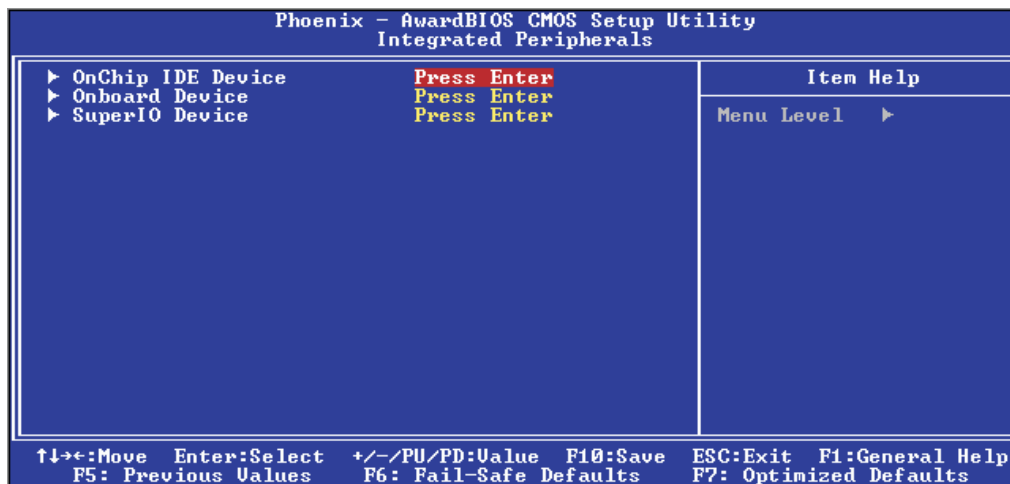 Phoenix - AwardBIOS CMOS Setup Utility
Integrated Peripherals
► OnChip IDE Device Press Enter
► Onboard Device Press Enter
► SuperIO Device Press Enter
Item Help
Menu Level ►
↑↓→←:Move Enter:Select +/-/PU/PD:Value F10:Save ESC:Exit F1:General Help
F5: Previous Values F6: Fail-Safe Defaults F7: Optimized Defaults